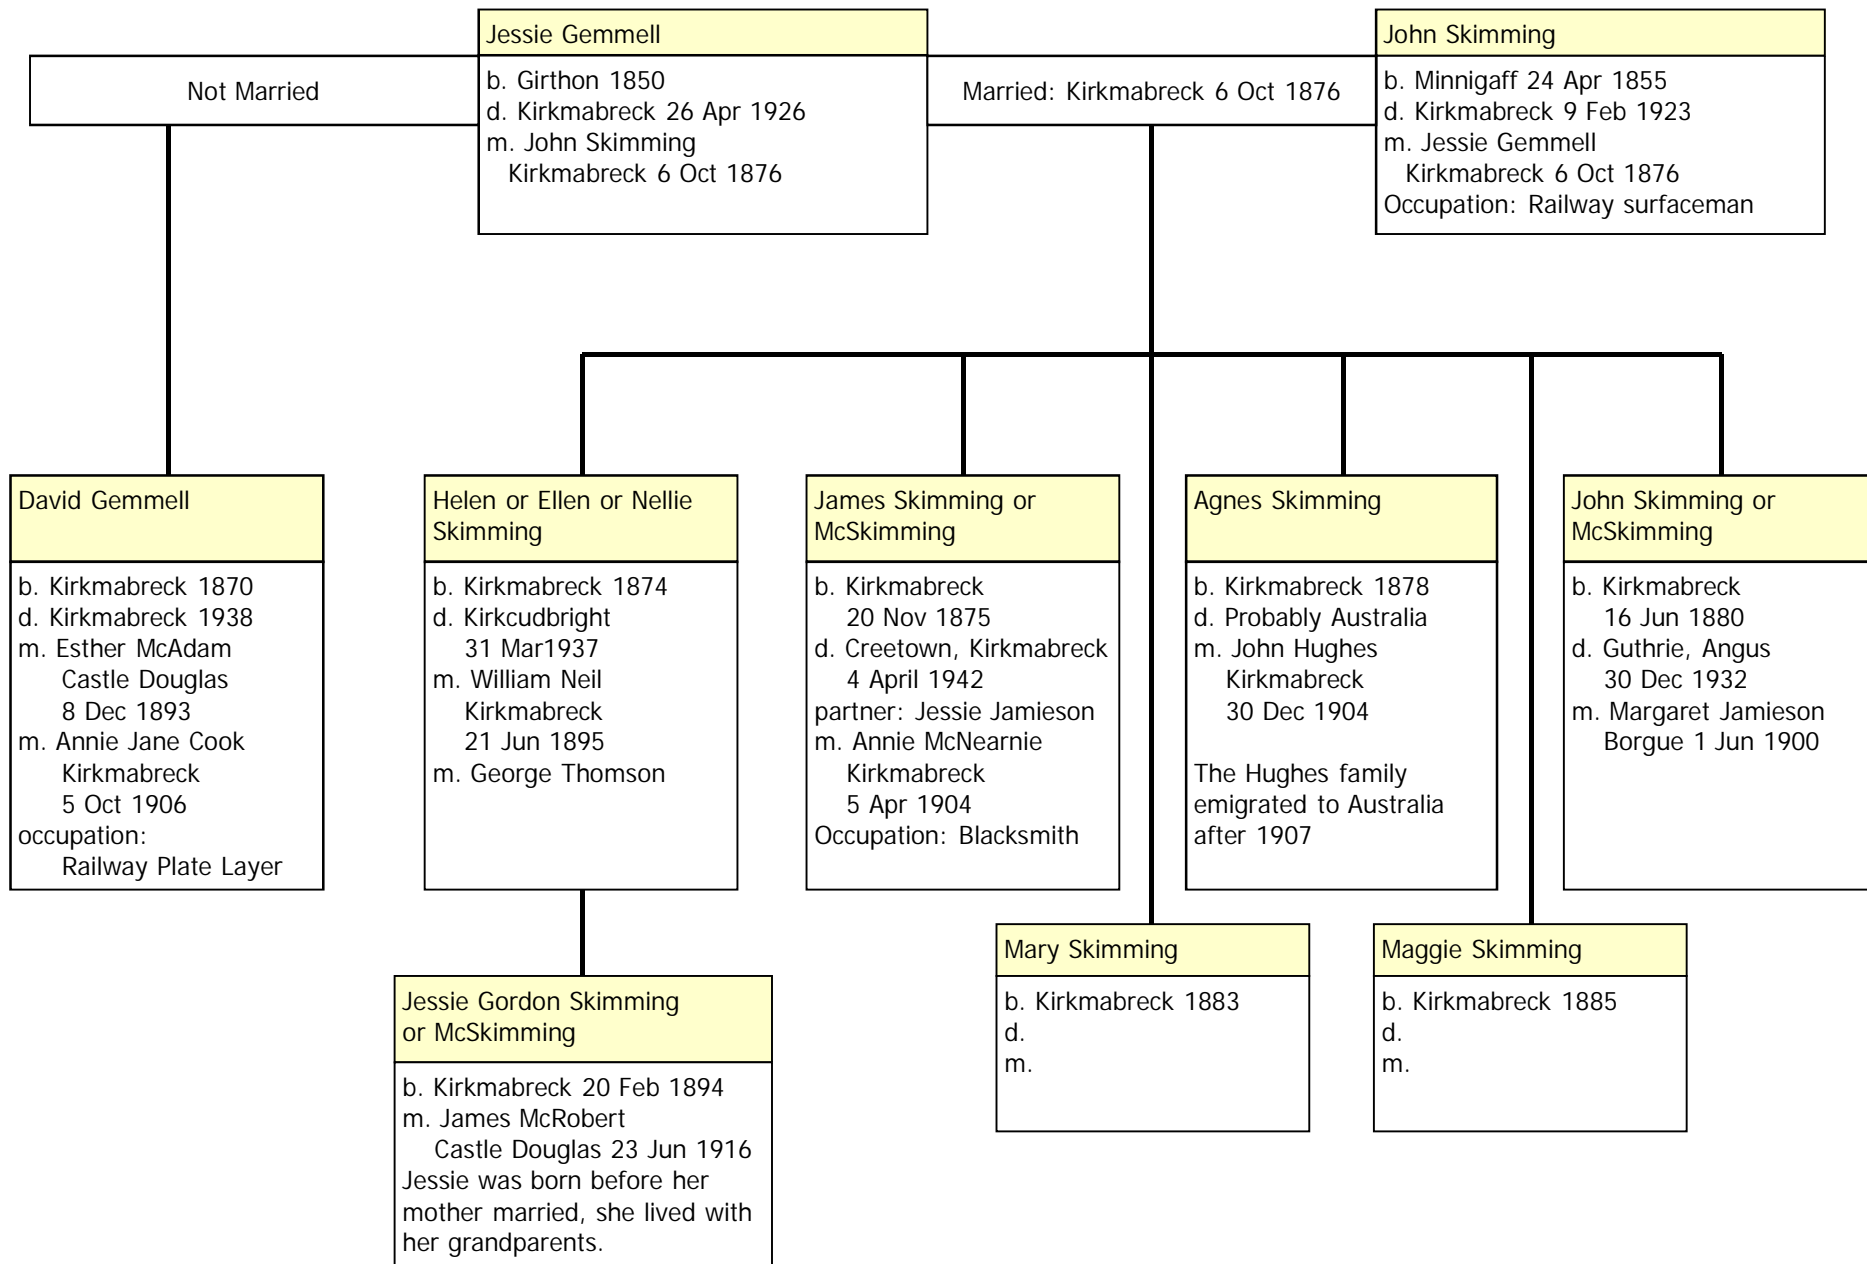 Jessie Gemmell
b. Girthon 1850
d. Kirkmabreck 26 Apr 1926
m. John Skimming
Kirkmabreck 6 Oct 1876
John Skimming
b. Minnigaff 24 Apr 1855
d. Kirkmabreck 9 Feb 1923
m. Jessie Gemmell
Kirkmabreck 6 Oct 1876
Occupation: Railway surfaceman
Not Married
Married: Kirkmabreck 6 Oct 1876
David Gemmell
b. Kirkmabreck 1870
d. Kirkmabreck 1938
m. Esther McAdam
Castle Douglas
8 Dec 1893
m. Annie Jane Cook
Kirkmabreck
5 Oct 1906
occupation:
Railway Plate Layer
Helen or Ellen or Nellie
Skimming
b. Kirkmabreck 1874
d. Kirkcudbright
31 Mar1937
m. William Neil
Kirkmabreck
21 Jun 1895
m. George Thomson
James Skimming or
McSkimming
b. Kirkmabreck
20 Nov 1875
d. Creetown, Kirkmabreck
4 April 1942
partner: Jessie Jamieson
m. Annie McNearnie
Kirkmabreck
5 Apr 1904
Occupation: Blacksmith
Agnes Skimming
b. Kirkmabreck 1878
d. Probably Australia
m. John Hughes
Kirkmabreck
30 Dec 1904
The Hughes family
emigrated to Australia
after 1907
John Skimming or
McSkimming
b. Kirkmabreck
16 Jun 1880
d. Guthrie, Angus
30 Dec 1932
m. Margaret Jamieson
Borgue 1 Jun 1900
Jessie Gordon Skimming
or McSkimming
b. Kirkmabreck 20 Feb 1894
m. James McRobert
Castle Douglas 23 Jun 1916
Jessie was born before her
mother married, she lived with
her grandparents.
Mary Skimming
b. Kirkmabreck 1883
d.
m.
Maggie Skimming
b. Kirkmabreck 1885
d.
m.